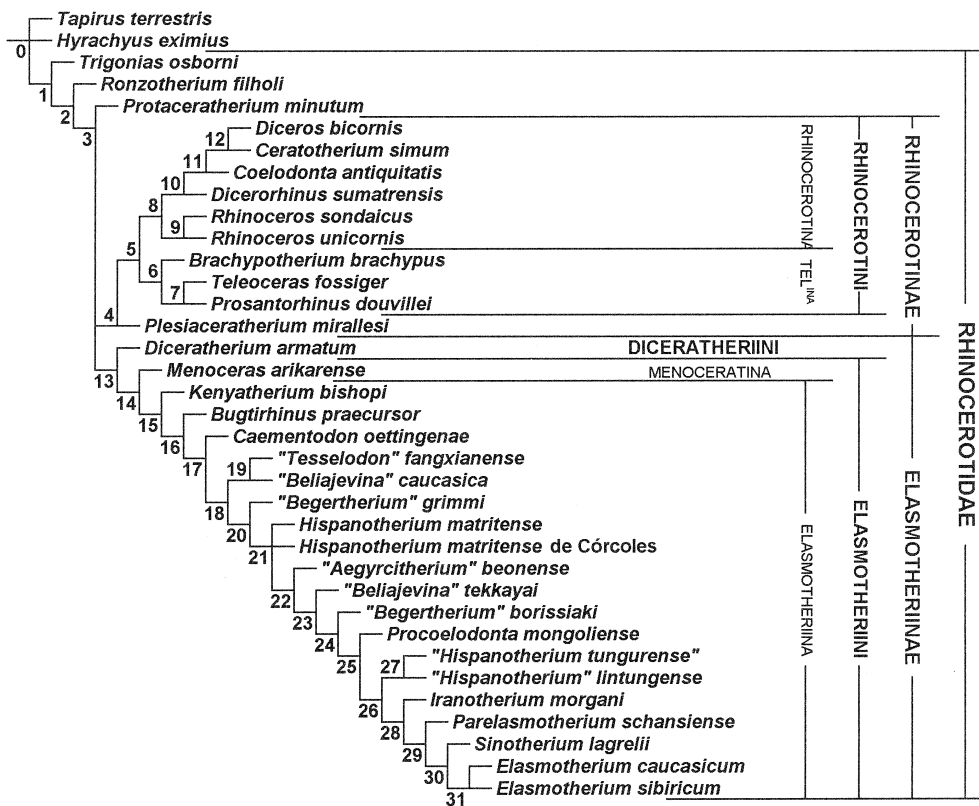 Tapirus terrestris
Hyrachyus eximius
0
Trigonias osborni
1
Ronzotherium filholi
2
Protaceratherium minutum
3
Diceros bicornis
12
Ceratotherium simum
11
Coelodonta antiquitatis
10
Dicerorhinus sumatrensis
8
Rhinoceros sondaicus
9
Rhinoceros unicornis
5
Brachypotherium brachypus
6
Teleoceras fossiger
7
Prosantorhinus douvillei
4
Plesiaceratherium mirallesi
Diceratherium armatum
13
Menoceras arikarense
14
Kenyatherium bishopi
15
Bugtirhinus praecursor
16
Caementodon oettingenae
17
"Tesselodon" fangxianense
19
"Beliajevina" caucasica
18
"Begertherium" grimmi
20
Hispanotherium matritense
Hispanotherium matritense de Córcoles
21
"Aegyrcitherium" beonense
22
"Beliajevina" tekkayai
23
"Begertherium" borissiaki
24
Procoelodonta mongoliense
25
"Hispanotherium tungurense"
27
"Hispanotherium" lintungense
26
Iranotherium morgani
28
Parelasmotherium schansiense
29
Sinotherium lagrelii
30
Elasmotherium caucasicum
Elasmotherium sibiricum
31
RHINOCEROTINA
TELINA
RHINOCEROTINI
RHINOCEROTINAE
DICERATHERIINI
MENOCERATINA
ELASMOTHERIINA
ELASMOTHERIINI
ELASMOTHERIINAE
RHINOCEROTIDAE